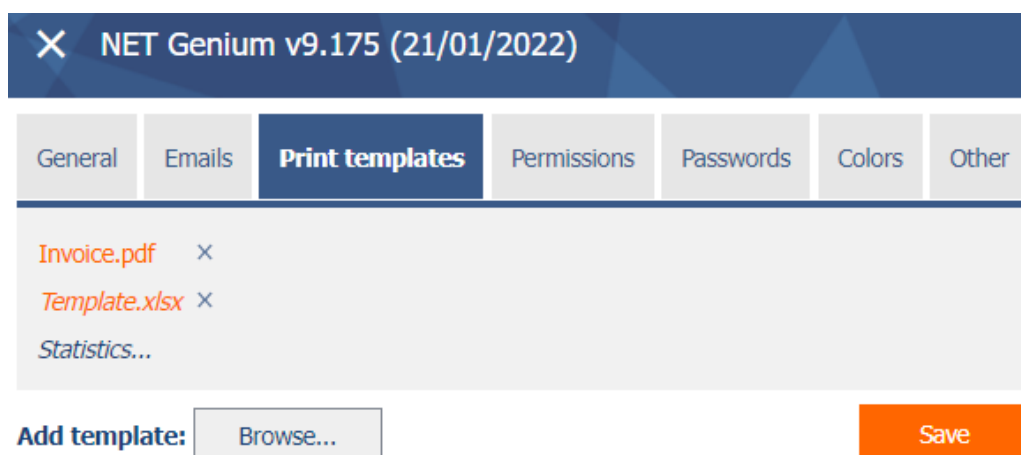 NET Genium v9.175 (21/01/2022)
General Emails Print templates Permissions Passwords Colors Other
Invoice.pdf
Template.xlsx
Statistics...
Add template: Browse... Save